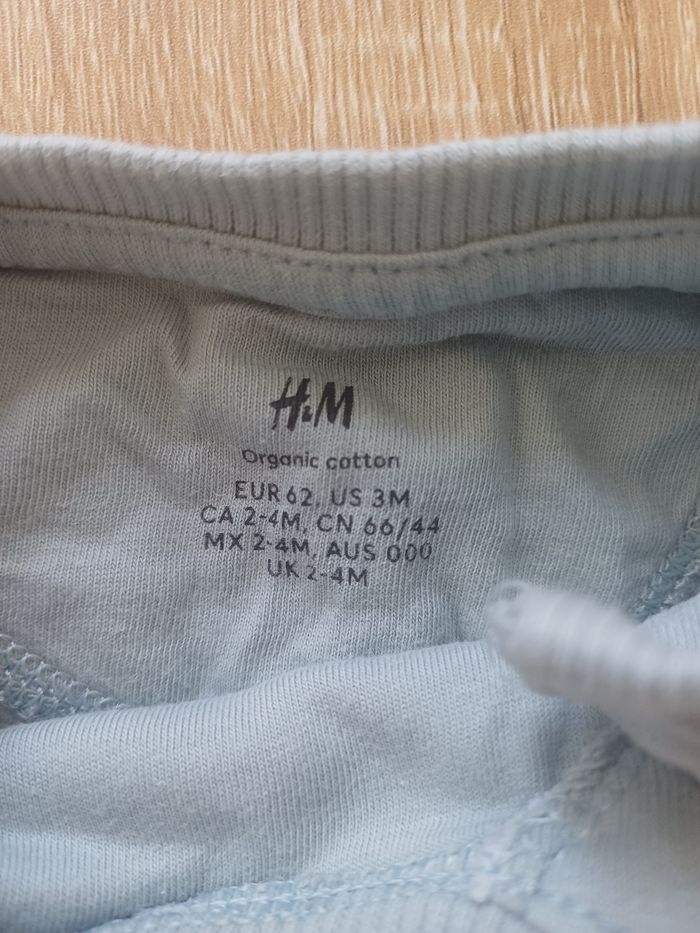 H&M
Organic cotton
EUR 62, US 3M
CA 2-4M, CN 66/44
MX 2-4M, AUS 000
UK 2-4M